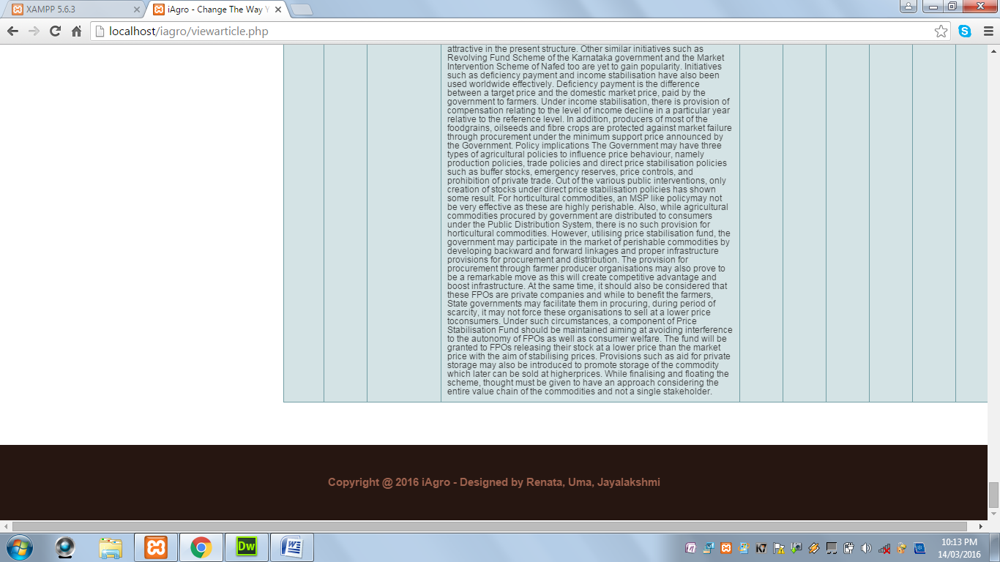 XAMPP 5.6.3
iAgro - Change The Way Y
localhost/iagro/viewarticle.php
attractive in the present structure. Other similar initiatives such as
Revolving Fund Scheme of the Karnataka government and the Market
Intervention Scheme of Nafed too are yet to gain popularity. Initiatives
such as deficiency payment and income stabilisation have also been
used worldwide effectively. Deficiency payment is the difference
between a target price and the domestic market price, paid by the
government to farmers. Under income stabilisation, there is provision of
compensation relating to the level of income decline in a particular year
relative to the reference level. In addition, producers of most of the
foodgrains, oilseeds and fibre crops are protected against market failure
through procurement under the minimum support price announced by
the Government. Policy implications The Government may have three
types of agricultural policies to influence price behaviour, namely
production policies, trade policies and direct price stabilisation policies
such as buffer stocks, emergency reserves, price controls, and
prohibition of private trade. Out of the various public interventions, only
creation of stocks under direct price stabilisation policies has shown
some result. For horticultural commodities, an MSP like policymay not
be very effective as these are highly perishable. Also, while agricultural
commodities procured by government are distributed to consumers
under the Public Distribution System, there is no such provision for
horticultural commodities. However, utilising price stabilisation fund, the
government may participate in the market of perishable commodities by
developing backward and forward linkages and proper infrastructure
provisions for procurement and distribution. The provision for
procurement through farmer producer organisations may also prove to
be a remarkable move as this will create competitive advantage and
boost infrastructure. At the same time, it should also be considered that
these FPOs are private companies and while to benefit the farmers,
State governments may facilitate them in procuring, during period of
scarcity, it may not force these organisations to sell at a lower price
toconsumers. Under such circumstances, a component of Price
Stabilisation Fund should be maintained aiming at avoiding interference
to the autonomy of FPOs as well as consumer welfare. The fund will be
granted to FPOs releasing their stock at a lower price than the market
price with the aim of stabilising prices. Provisions such as aid for private
storage may also be introduced to promote storage of the commodity
which later can be sold at higherprices. While finalising and floating the
scheme, thought must be given to have an approach considering the
entire value chain of the commodities and not a single stakeholder.
Copyright @ 2016 iAgro - Designed by Renata, Uma, Jayalakshmi
Dw
K7
10:13 PM
14/03/2016